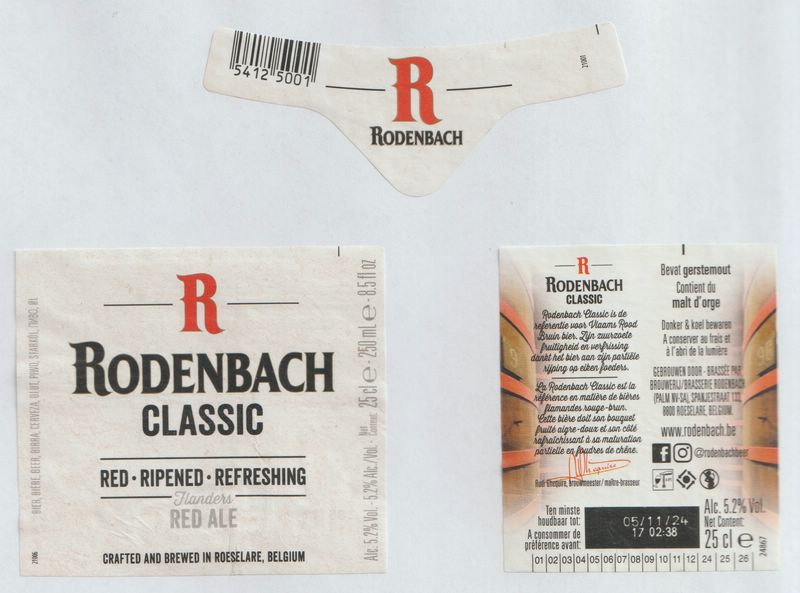 5412 5001
R
RODENBACH
21001
R
RODENBACH
CLASSIC
RED • RIPENED • REFRESHING
Flanders
RED ALE
CRAFTED AND BREWED IN ROESELARE, BELGIUM
Alc. 5.2% Vol. - 5.2% Alc./Vol. Net Content: 25 cl e - 250 mL e - 8.5 fl oz
R
RODENBACH
CLASSIC
Rodenbach Classic is de
referentie voor Vlaams Rood
Bruin bier. Zijn zuurzoete
fruitigheid en verfrissing
dankt het bier aan zijn partiële
rijping op eiken foeders.
La Rodenbach Classic est la
référence en matière de bières
flamandes rouge-brun.
Cette bière doit son bouquet
fruité aigre-doux et son côté
rafraîchissant à sa maturation
partielle en foudres de chêne.
Rudi Ghequire, brouwmeester / maître-brasseur
Ten minste
houdbaar tot:
A consommer de
préférence avant:
05/11/24
17 02:38
Bevat gerstemout
Contient du
malt d'orge
Donker & koel bewaren
A conserver au frais et
à l'abri de la lumière
GEBROUWEN DOOR - BRASSÉE PAR
BROUWERIJ/BRASSERIE RODENBACH
(PALM NV-SA), SPANJESTRAAT 133,
8800 ROESELARE, BELGIUM.
www.rodenbach.be
@rodenbachbeer
Alc. 5.2% Vol.
Net Content:
25 cl e
24867
01 02 03 04 05 06 07 08 09 10 11 12 24 25 26